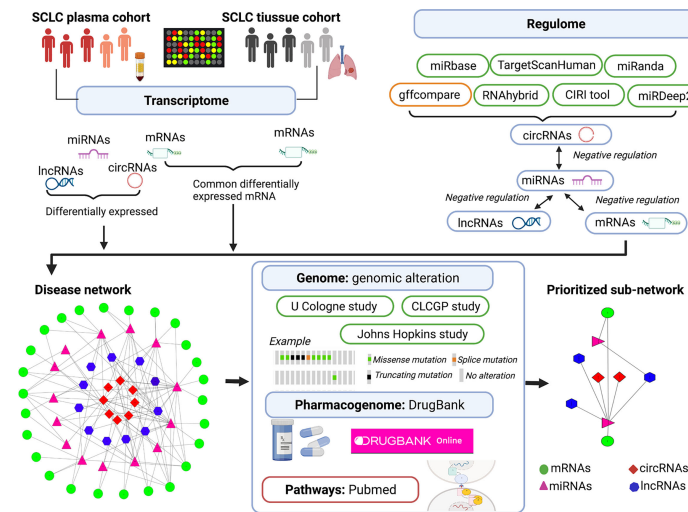 SCLC plasma cohort
SCLC tiussue cohort
Regulome
miRbase
TargetScanHuman
miRanda
gffcompare
RNAhybrid
CIRI tool
miRDeep2
Transcriptome
circRNAs
Negative regulation
miRNAs
mRNAs
mRNAs
lncRNAs
circRNAs
Common differentially
expressed mRNA
Differentially expressed
miRNAs
Negative regulation
Negative regulation
lncRNAs
mRNAs
Disease network
Genome: genomic alteration
U Cologne study
CLCGP study
Johns Hopkins study
Example
Missense mutation
Splice mutation
Truncating mutation
No alteration
Pharmacogenome: DrugBank
DRUGBANK Online
Pathways: Pubmed
Prioritized sub-network
mRNAs
circRNAs
miRNAs
lncRNAs